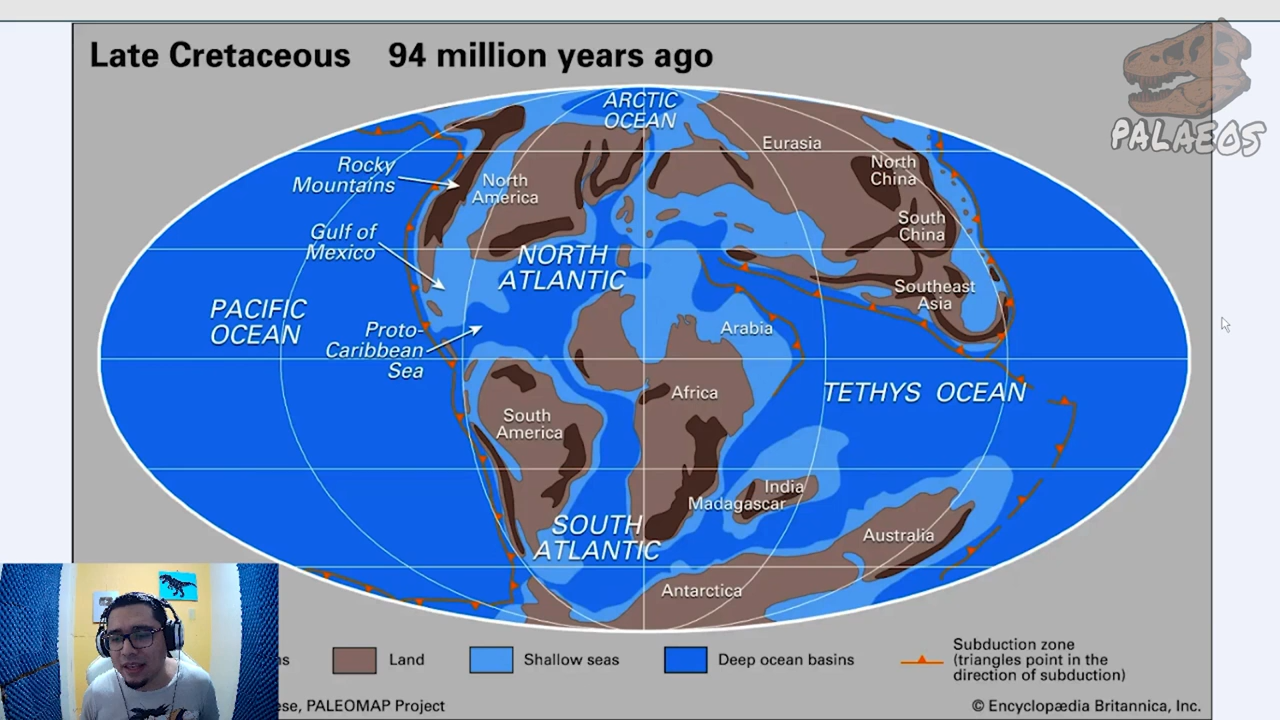 Late Cretaceous 94 million years ago
PALAEOS
ARCTIC
OCEAN
Eurasia
Rocky
Mountains
North
America
North
China
South
China
Gulf of
Mexico
NORTH
ATLANTIC
Southeast
Asia
PACIFIC
OCEAN
Proto-
Caribbean
Sea
Arabia
Africa
TETHYS OCEAN
South
America
India
Madagascar
SOUTH
ATLANTIC
Australia
Antarctica
ns
Land
Shallow seas
Deep ocean basins
Subduction zone
(triangles point in the
direction of subduction)
ese, PALEOMAP Project
© Encyclopædia Britannica, Inc.